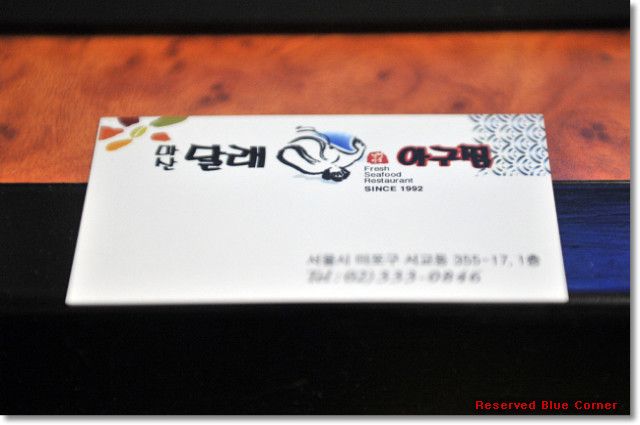 마산
달래
아구찜
Fresh
Seafood
Restaurant
SINCE 1992
서울시 마포구 서교동 355-17, 1층
Tel : (02) 333-0846
Reserved Blue Corner